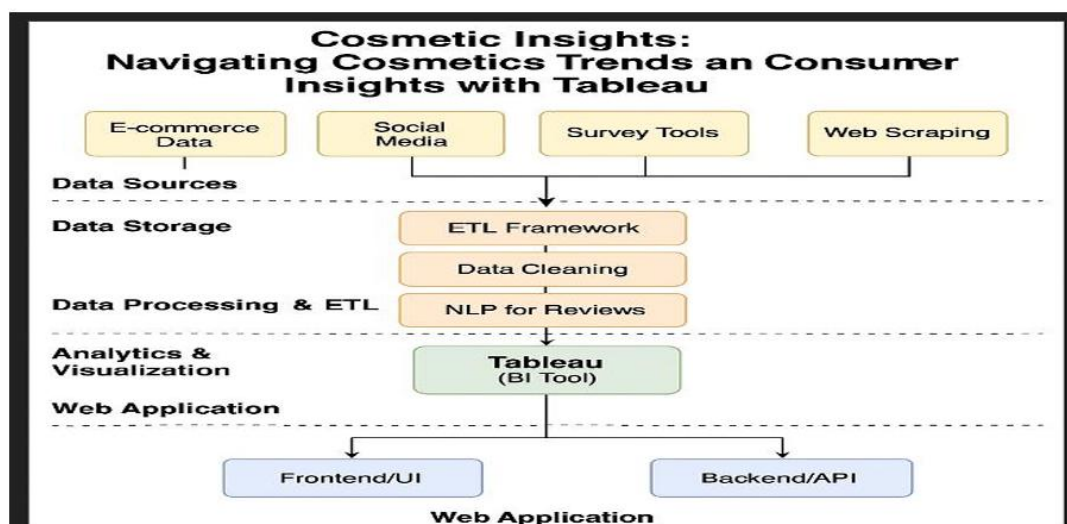 Cosmetic Insights:
Navigating Cosmetics Trends an Consumer
Insights with Tableau
E-commerce
Data
Social
Media
Survey Tools
Web Scraping
Data Sources
Data Storage
ETL Framework
Data Cleaning
Data Processing & ETL
NLP for Reviews
Analytics &
Visualization
Tableau
(BI Tool)
Web Application
Frontend/UI
Backend/API
Web Application